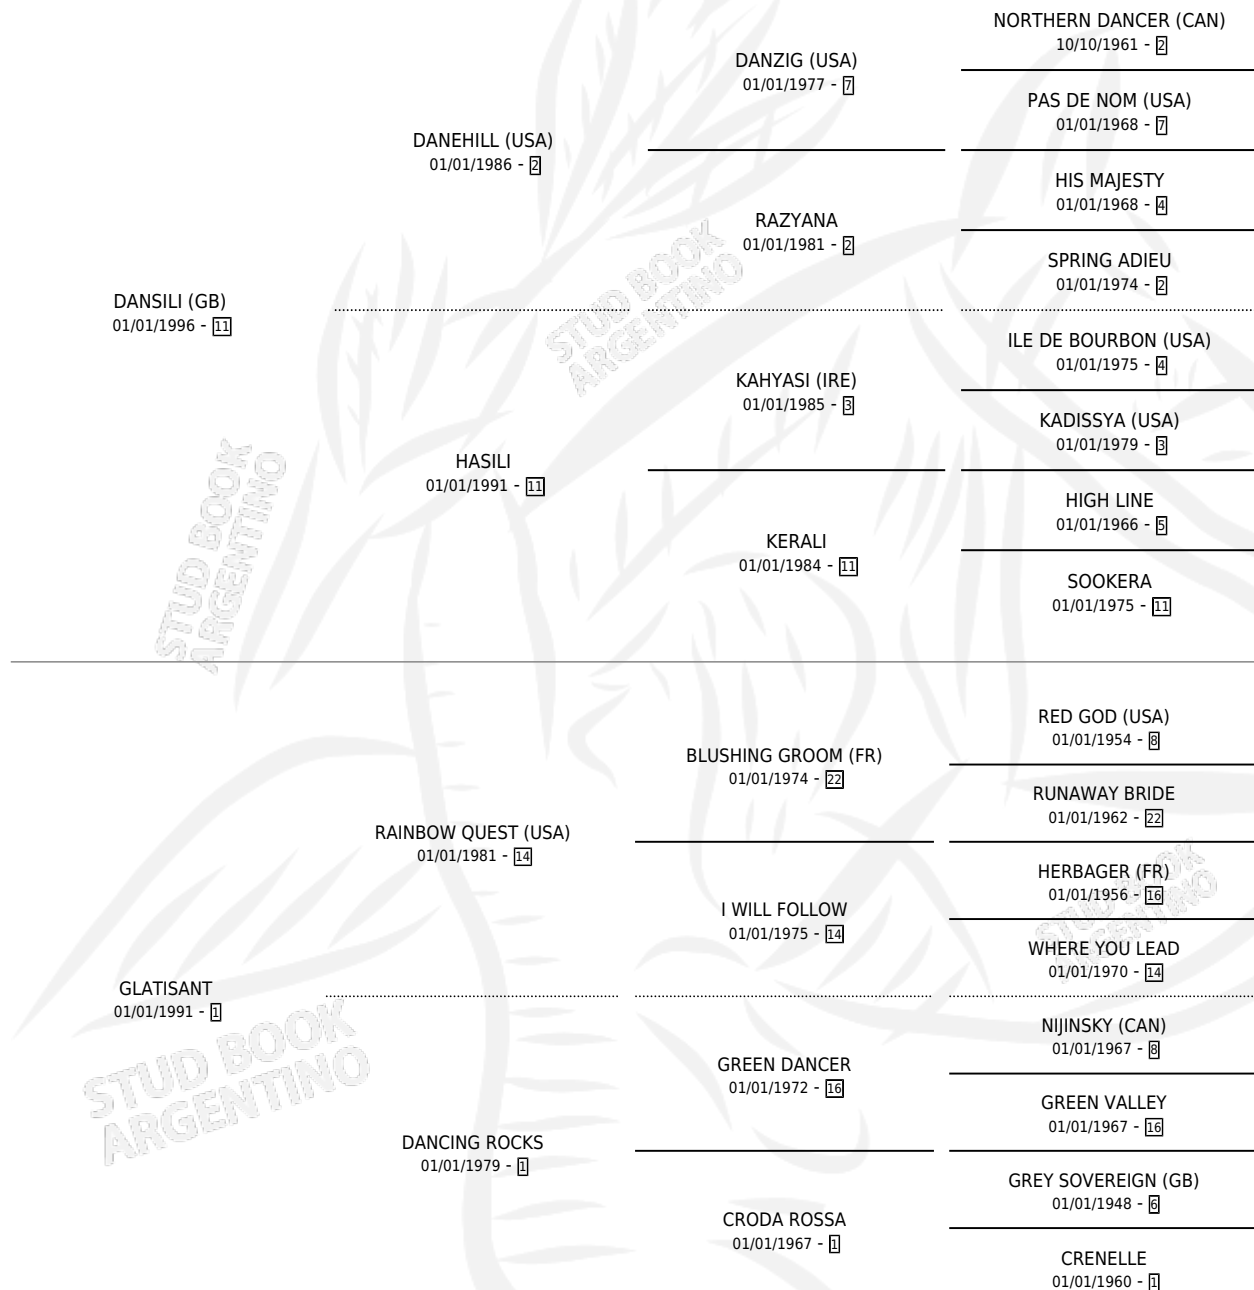 NORTHERN DANCER (CAN)
10/10/1961 - 2
DANZIG (USA)
01/01/1977 - 7
PAS DE NOM (USA)
01/01/1968 - 7
DANEHILL (USA)
01/01/1986 - 2
HIS MAJESTY
01/01/1968 - 4
RAZYANA
01/01/1981 - 2
SPRING ADIEU
01/01/1974 - 2
DANSILI (GB)
01/01/1996 - 11
ILE DE BOURBON (USA)
01/01/1975 - 4
KAHYASI (IRE)
01/01/1985 - 3
KADISSYA (USA)
01/01/1979 - 3
HASILI
01/01/1991 - 11
HIGH LINE
01/01/1966 - 5
KERALI
01/01/1984 - 11
SOOKERA
01/01/1975 - 11
STUD BOOK
ARGENTINO
STUD BOOK
ARGENTINO
RED GOD (USA)
01/01/1954 - 8
BLUSHING GROOM (FR)
01/01/1974 - 22
RUNAWAY BRIDE
01/01/1962 - 22
RAINBOW QUEST (USA)
01/01/1981 - 14
HERBAGER (FR)
01/01/1956 - 16
I WILL FOLLOW
01/01/1975 - 14
WHERE YOU LEAD
01/01/1970 - 14
STUD BOOK
ARGENTINO
GLATISANT
01/01/1991 - 1
NIJINSKY (CAN)
01/01/1967 - 8
GREEN DANCER
01/01/1972 - 16
GREEN VALLEY
01/01/1967 - 16
DANCING ROCKS
01/01/1979 - 1
GREY SOVEREIGN (GB)
01/01/1948 - 6
CRODA ROSSA
01/01/1967 - 1
CRENELLE
01/01/1960 - 1
STUD BOOK
ARGENTINO